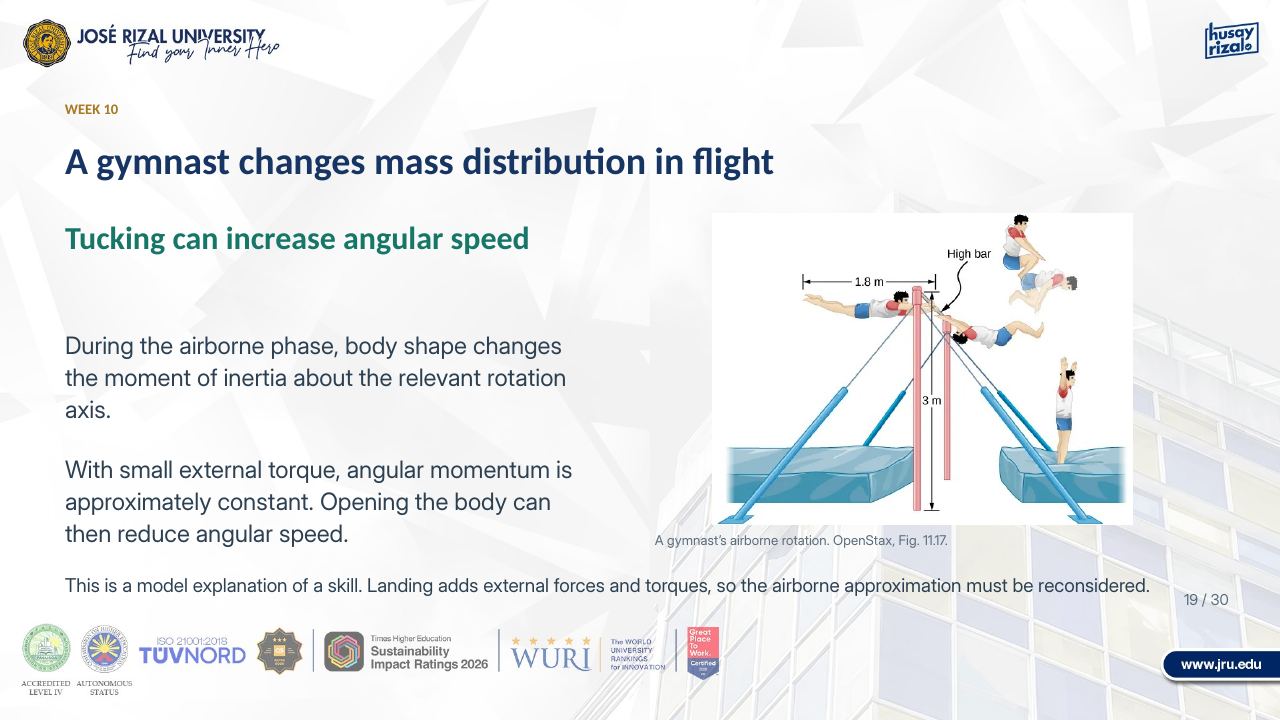 JOSÉ RIZAL UNIVERSITY
Find your Inner Hero
husay
rizal
WEEK 10
A gymnast changes mass distribution in flight
Tucking can increase angular speed
During the airborne phase, body shape changes
the moment of inertia about the relevant rotation
axis.
With small external torque, angular momentum is
approximately constant. Opening the body can
then reduce angular speed.
High bar
1.8 m
3 m
A gymnast’s airborne rotation. OpenStax, Fig. 11.17.
This is a model explanation of a skill. Landing adds external forces and torques, so the airborne approximation must be reconsidered.
19 / 30
ACCREDITED
LEVEL IV
AUTONOMOUS
STATUS
ISO 21001:2018
TÜVNORD
Times Higher Education
Sustainability
Impact Ratings 2026
WURI
The WORLD
UNIVERSITY
RANKINGS
for INNOVATION
Great
Place
To
Work.
Certified
www.jru.edu